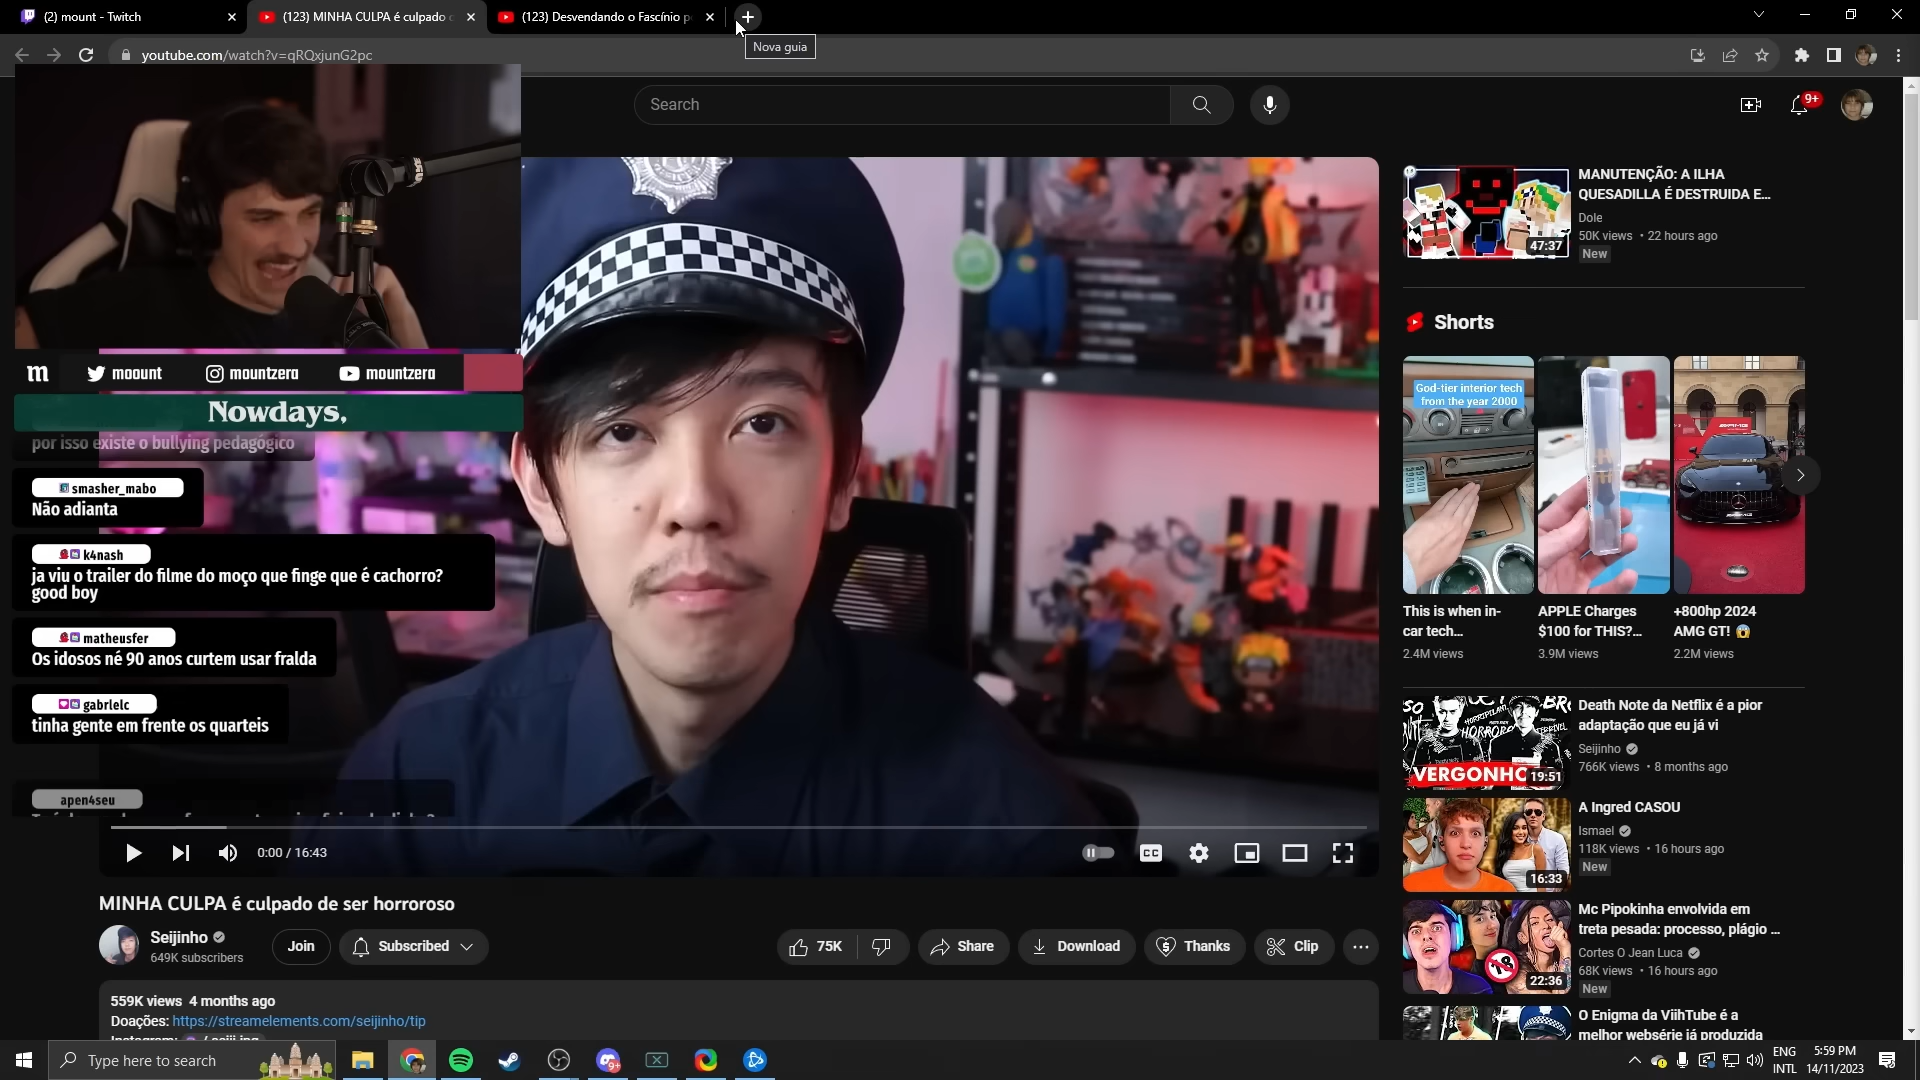 (2) mount - Twitch
(123) MINHA CULPA é culpado
(123) Desvendando o Fascínio p
Nova guia
youtube.com/watch?v=qRQxjunG2pc
Search
9+
m
moount
mountzera
mountzera
Nowdays,
por isso existe o bullying pedagógico
smasher_mabo
Não adianta
k4nash
ja viu o trailer do filme do moço que finge que é cachorro?
good boy
matheusfer
Os idosos né 90 anos curtem usar fralda
gabrlelc
tinha gente em frente os quarteis
apen4seu
0:00 / 16:43
CC
MINHA CULPA é culpado de ser horroroso
Seijinho
649K subscribers
Join
Subscribed
75K
Share
Download
Thanks
Clip
559K views 4 months ago
Doações: https://streamelements.com/seijinho/tip
MANUTENÇÃO: A ILHA
QUESADILLA É DESTRUIDA E...
Dole
50K views • 22 hours ago
New
47:37
Shorts
God-tier interior tech
from the year 2000
This is when in-
car tech...
2.4M views
APPLE Charges
$100 for THIS?...
3.9M views
+800hp 2024
AMG GT! 😱
2.2M views
HORRORO
VERGONHO
19:51
Death Note da Netflix é a pior
adaptação que eu já vi
Seijinho
766K views • 8 months ago
16:33
A Ingred CASOU
Ismael
118K views • 16 hours ago
New
22:36
Mc Pipokinha envolvida em
treta pesada: processo, plágio ...
Cortes O Jean Luca
68K views • 16 hours ago
New
O Enigma da ViihTube é a
melhor websérie já produzida
Type here to search
9+
ENG
INTL
5:59 PM
14/11/2023